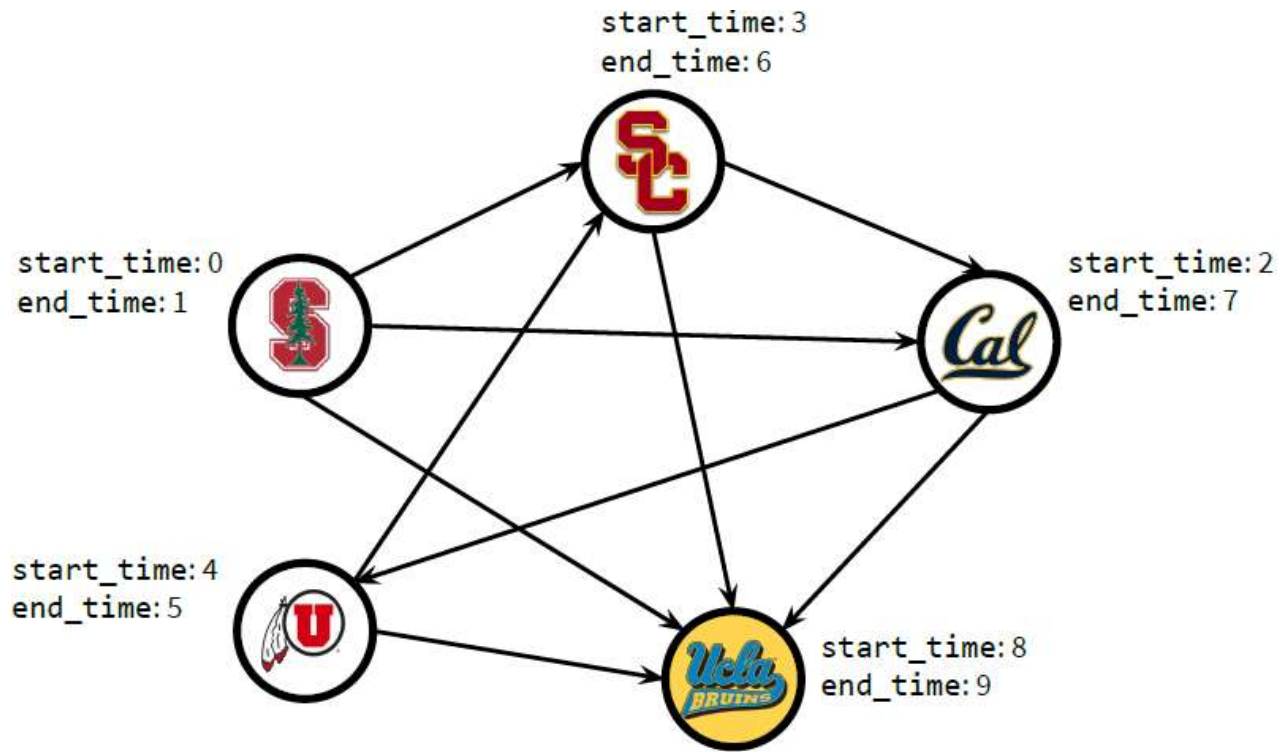 start_time: 3
end_time: 6
SC
start_time: 0
end_time: 1
S
start_time: 2
end_time: 7
Cal
start_time: 4
end_time: 5
U
Ucla
BRUINS
start_time: 8
end_time: 9